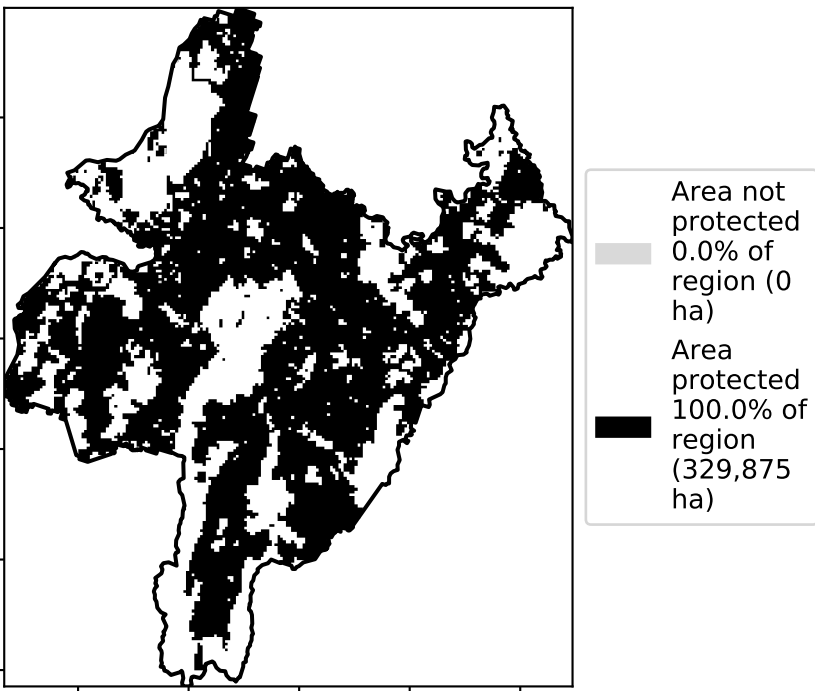 Area not
protected
0.0% of
region (0
ha)
Area
protected
100.0% of
region
(329,875
ha)